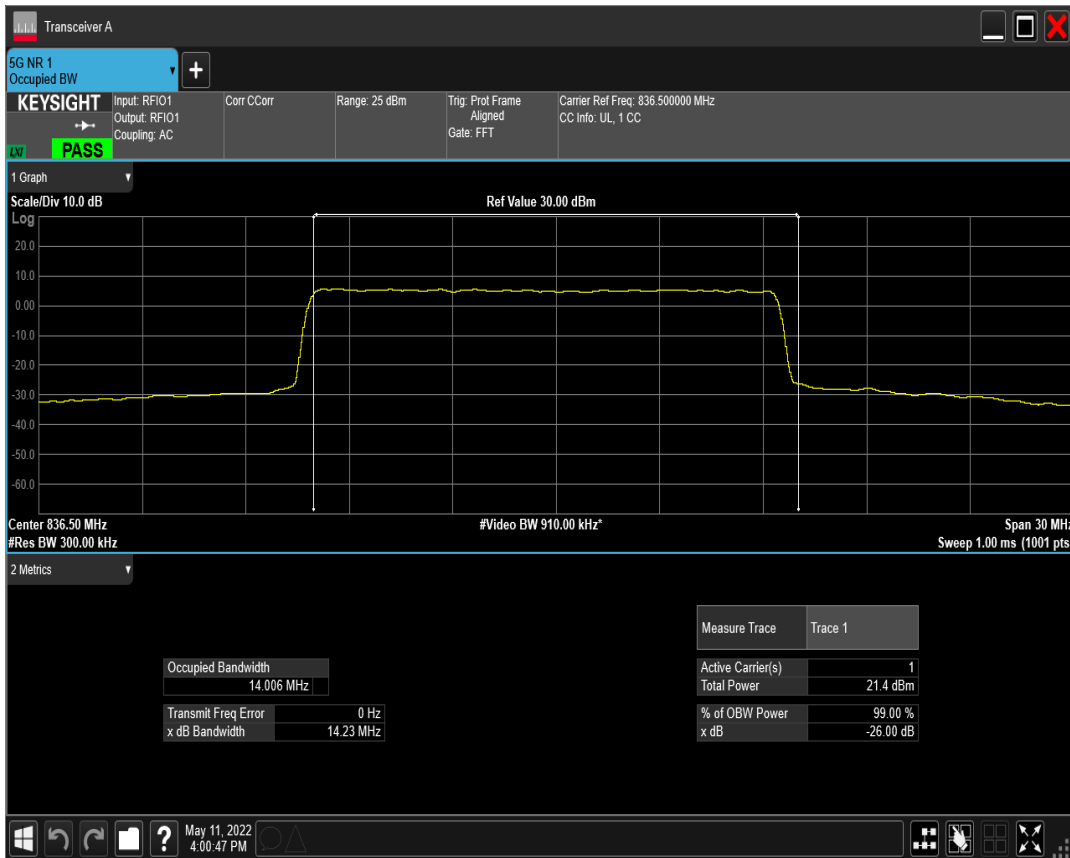 Transceiver A
5G NR 1
Occupied BW
+
KEYSIGHT
LXI
PASS
Input: RFIO1
Output: RFIO1
Coupling: AC
Corr CCorr
Range: 25 dBm
Trig: Prot Frame
Aligned
Gate: FFT
Carrier Ref Freq: 836.500000 MHz
CC Info: UL, 1 CC
1 Graph
Scale/Div 10.0 dB
Ref Value 30.00 dBm
Log
20.0
10.0
0.00
-10.0
-20.0
-30.0
-40.0
-50.0
-60.0
Center 836.50 MHz
#Video BW 910.00 kHz*
Span 30 MHz
#Res BW 300.00 kHz
Sweep 1.00 ms (1001 pts
2 Metrics
Measure Trace Trace 1
Occupied Bandwidth
14.006 MHz
Active Carrier(s) 1
Total Power 21.4 dBm
Transmit Freq Error 0 Hz
x dB Bandwidth 14.23 MHz
% of OBW Power 99.00 %
x dB -26.00 dB
?
May 11, 2022
4:00:47 PM